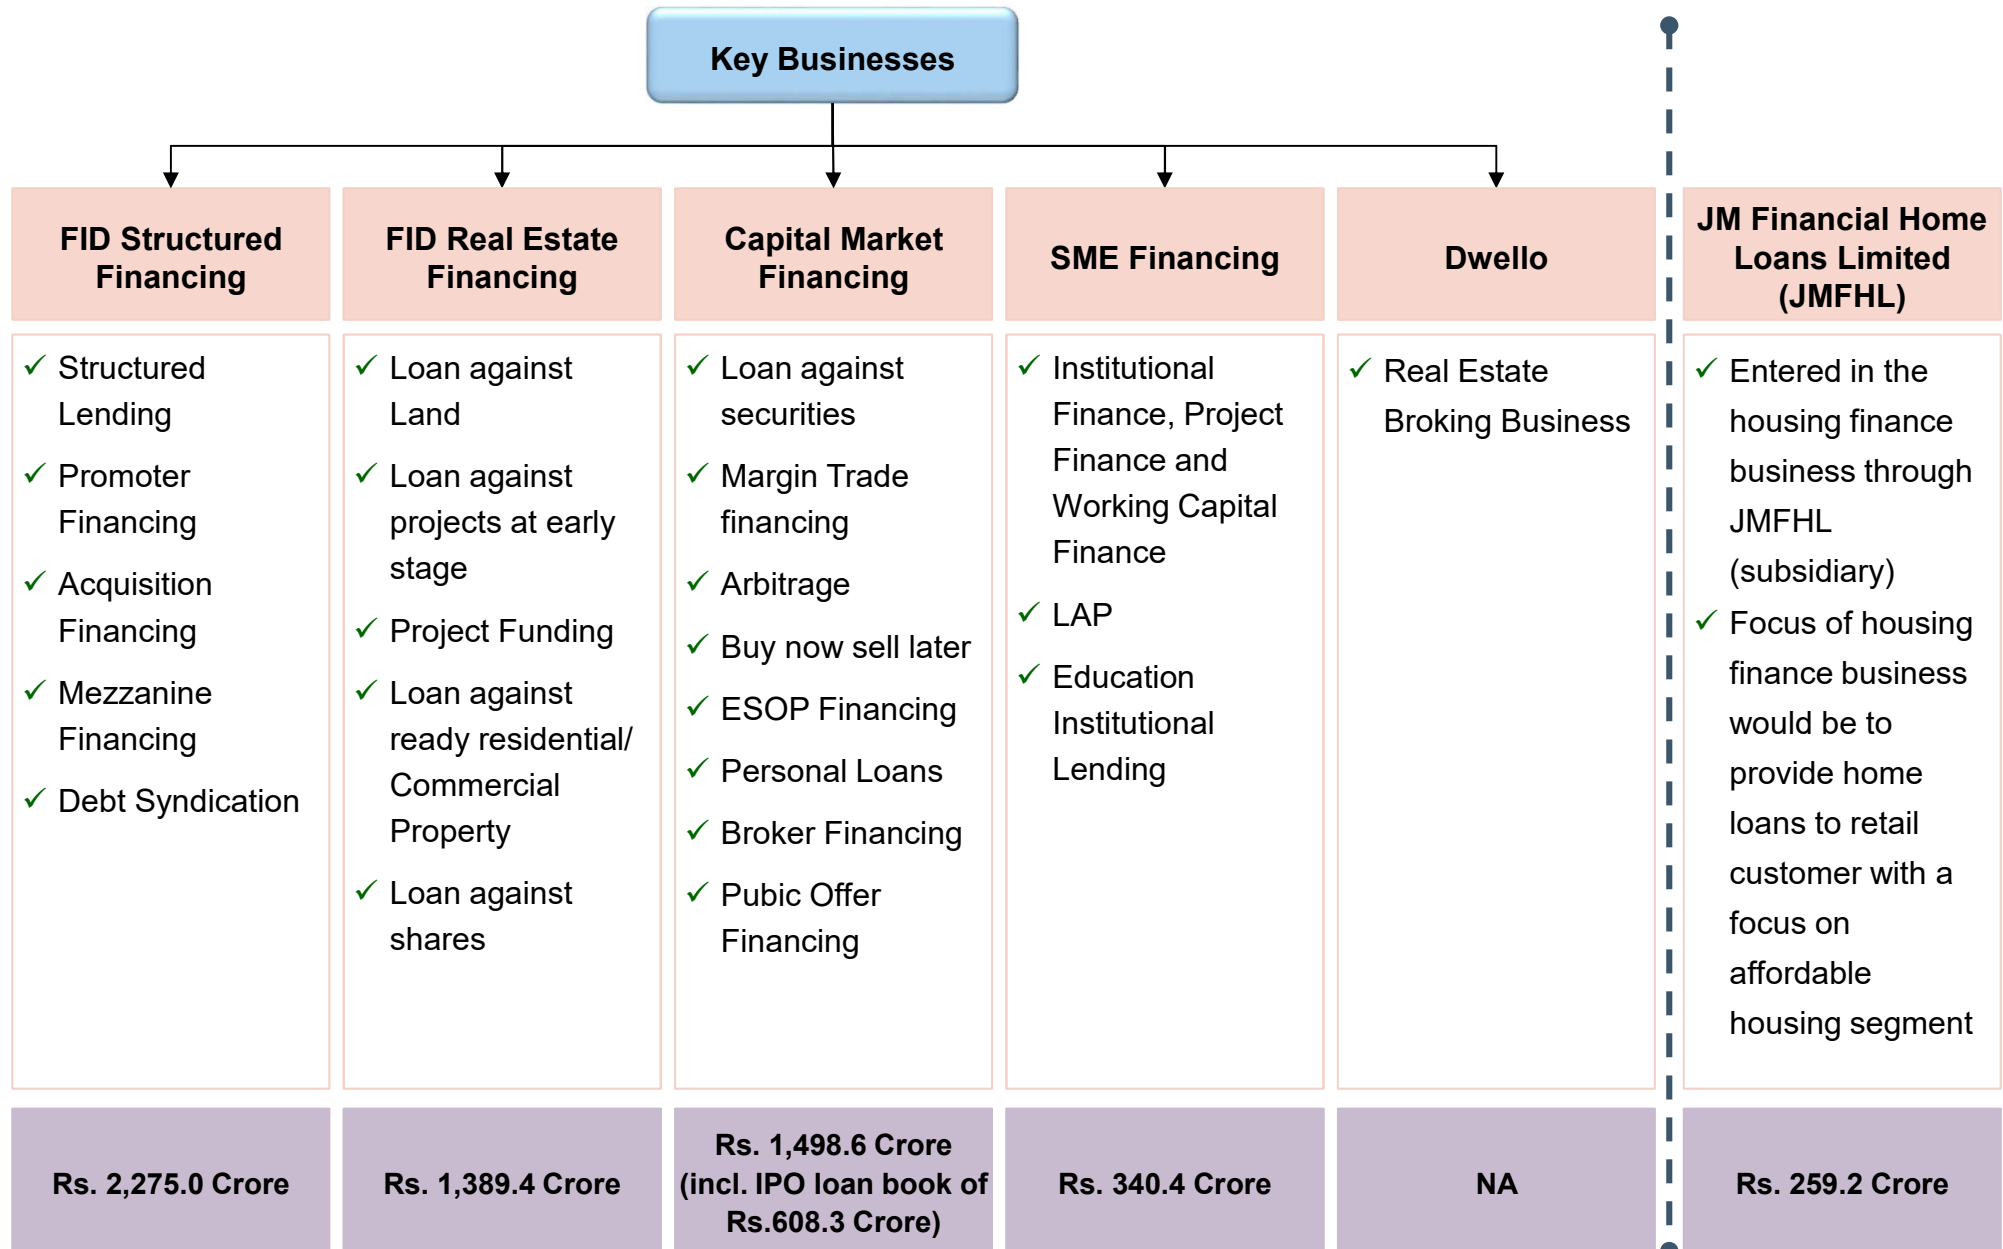 Key Businesses
FID Structured
Financing
FID Real Estate
Financing
Capital Market
Financing
SME Financing
Dwello
JM Financial Home
Loans Limited
(JMFHL)
✓ Structured
Lending
✓ Promoter
Financing
✓ Acquisition
Financing
✓ Mezzanine
Financing
✓ Debt Syndication
✓ Loan against
Land
✓ Loan against
projects at early
stage
✓ Project Funding
✓ Loan against
ready residential/
Commercial
Property
✓ Loan against
shares
✓ Loan against
securities
✓ Margin Trade
financing
✓ Arbitrage
✓ Buy now sell later
✓ ESOP Financing
✓ Personal Loans
✓ Broker Financing
✓ Pubic Offer
Financing
✓ Institutional
Finance, Project
Finance and
Working Capital
Finance
✓ LAP
✓ Education
Institutional
Lending
✓ Real Estate
Broking Business
✓ Entered in the
housing finance
business through
JMFHL
(subsidiary)
✓ Focus of housing
finance business
would be to
provide home
loans to retail
customer with a
focus on
affordable
housing segment
Rs. 2,275.0 Crore
Rs. 1,389.4 Crore
Rs. 1,498.6 Crore
(incl. IPO loan book of
Rs.608.3 Crore)
Rs. 340.4 Crore
NA
Rs. 259.2 Crore